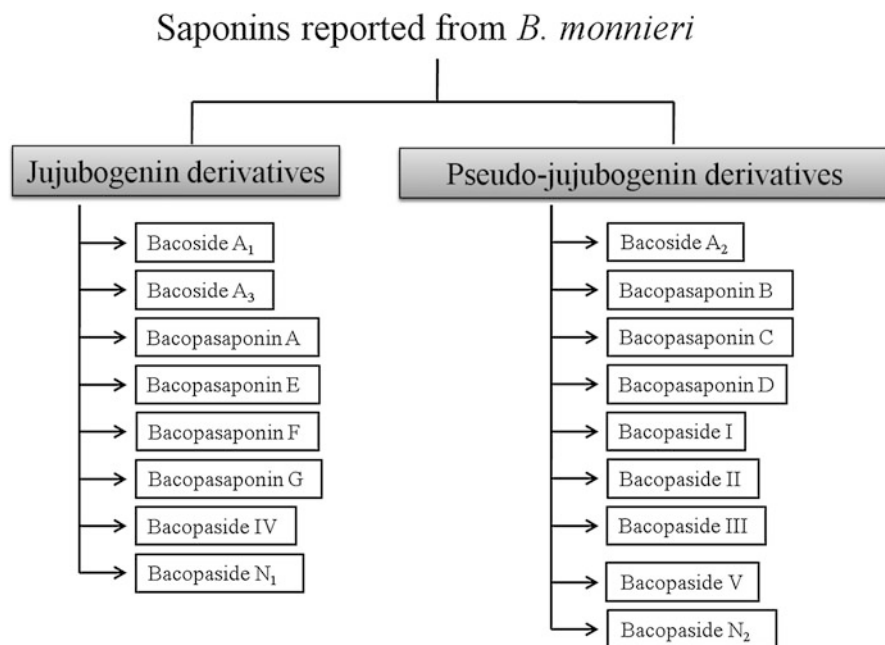 Saponins reported from B. monnieri
Jujubogenin derivatives
Bacoside A₁
Bacoside A₃
Bacopasaponin A
Bacopasaponin E
Bacopasaponin F
Bacopasaponin G
Bacopaside IV
Bacopaside N₁
Pseudo-jujubogenin derivatives
Bacoside A₂
Bacopasaponin B
Bacopasaponin C
Bacopasaponin D
Bacopaside I
Bacopaside II
Bacopaside III
Bacopaside V
Bacopaside N₂